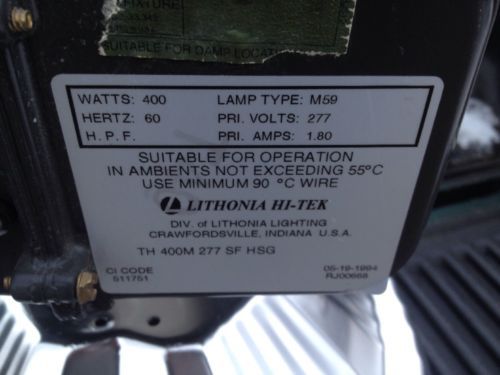 FIXTURE
SUITABLE FOR DAMP LOCATIONS
WATTS: 400 LAMP TYPE: M59
HERTZ: 60 PRI. VOLTS: 277
H. P. F. PRI. AMPS: 1.80
SUITABLE FOR OPERATION
IN AMBIENTS NOT EXCEEDING 55°C
USE MINIMUM 90 °C WIRE
LITHONIA HI-TEK
DIV. of LITHONIA LIGHTING
CRAWFORDSVILLE, INDIANA U.S.A.
TH 400M 277 SF HSG
CI CODE 05-19-1994
511751 RJ00668